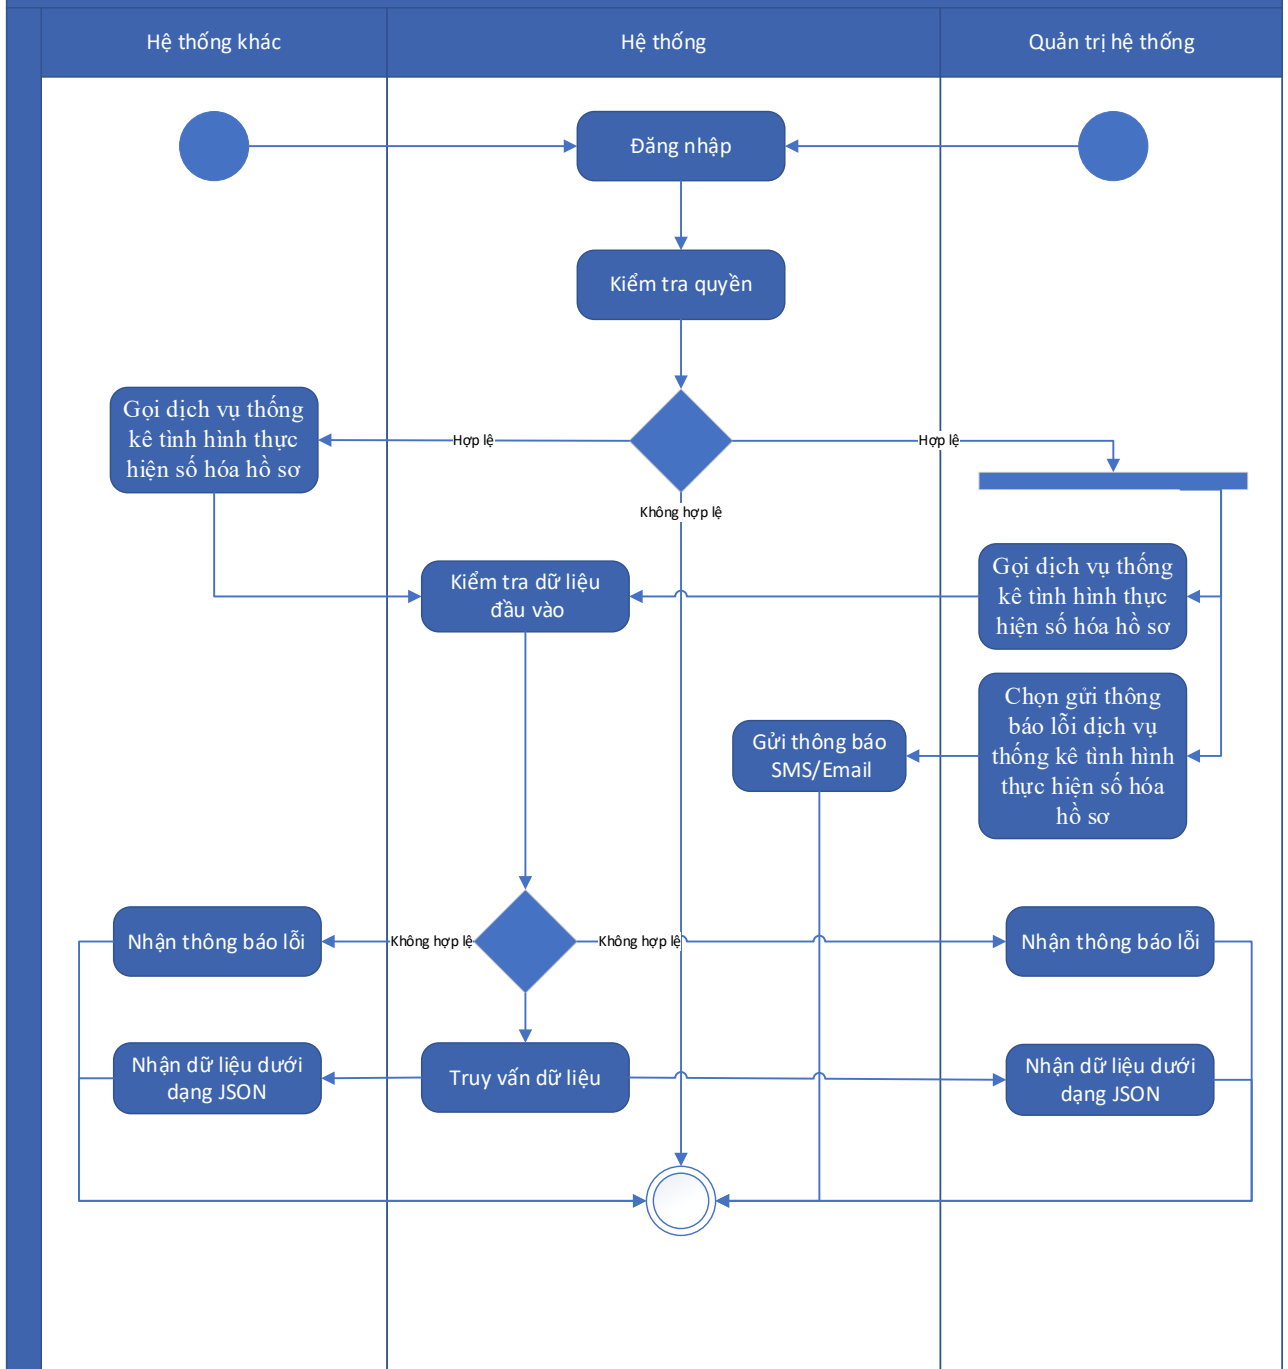 Hệ thống khác
Hệ thống
Quản trị hệ thống
Đăng nhập
Kiểm tra quyền
Gọi dịch vụ thống
kê tình hình thực
hiện số hóa hồ sơ
Hợp lệ
Hợp lệ
Không hợp lệ
Kiểm tra dữ liệu
đầu vào
Gọi dịch vụ thống
kê tình hình thực
hiện số hóa hồ sơ
Gửi thông báo
SMS/Email
Chọn gửi thông
báo lỗi dịch vụ
thống kê tình hình
thực hiện số hóa
hồ sơ
Nhận thông báo lỗi
Không hợp lệ
Không hợp lệ
Nhận thông báo lỗi
Nhận dữ liệu dưới
dạng JSON
Truy vấn dữ liệu
Nhận dữ liệu dưới
dạng JSON